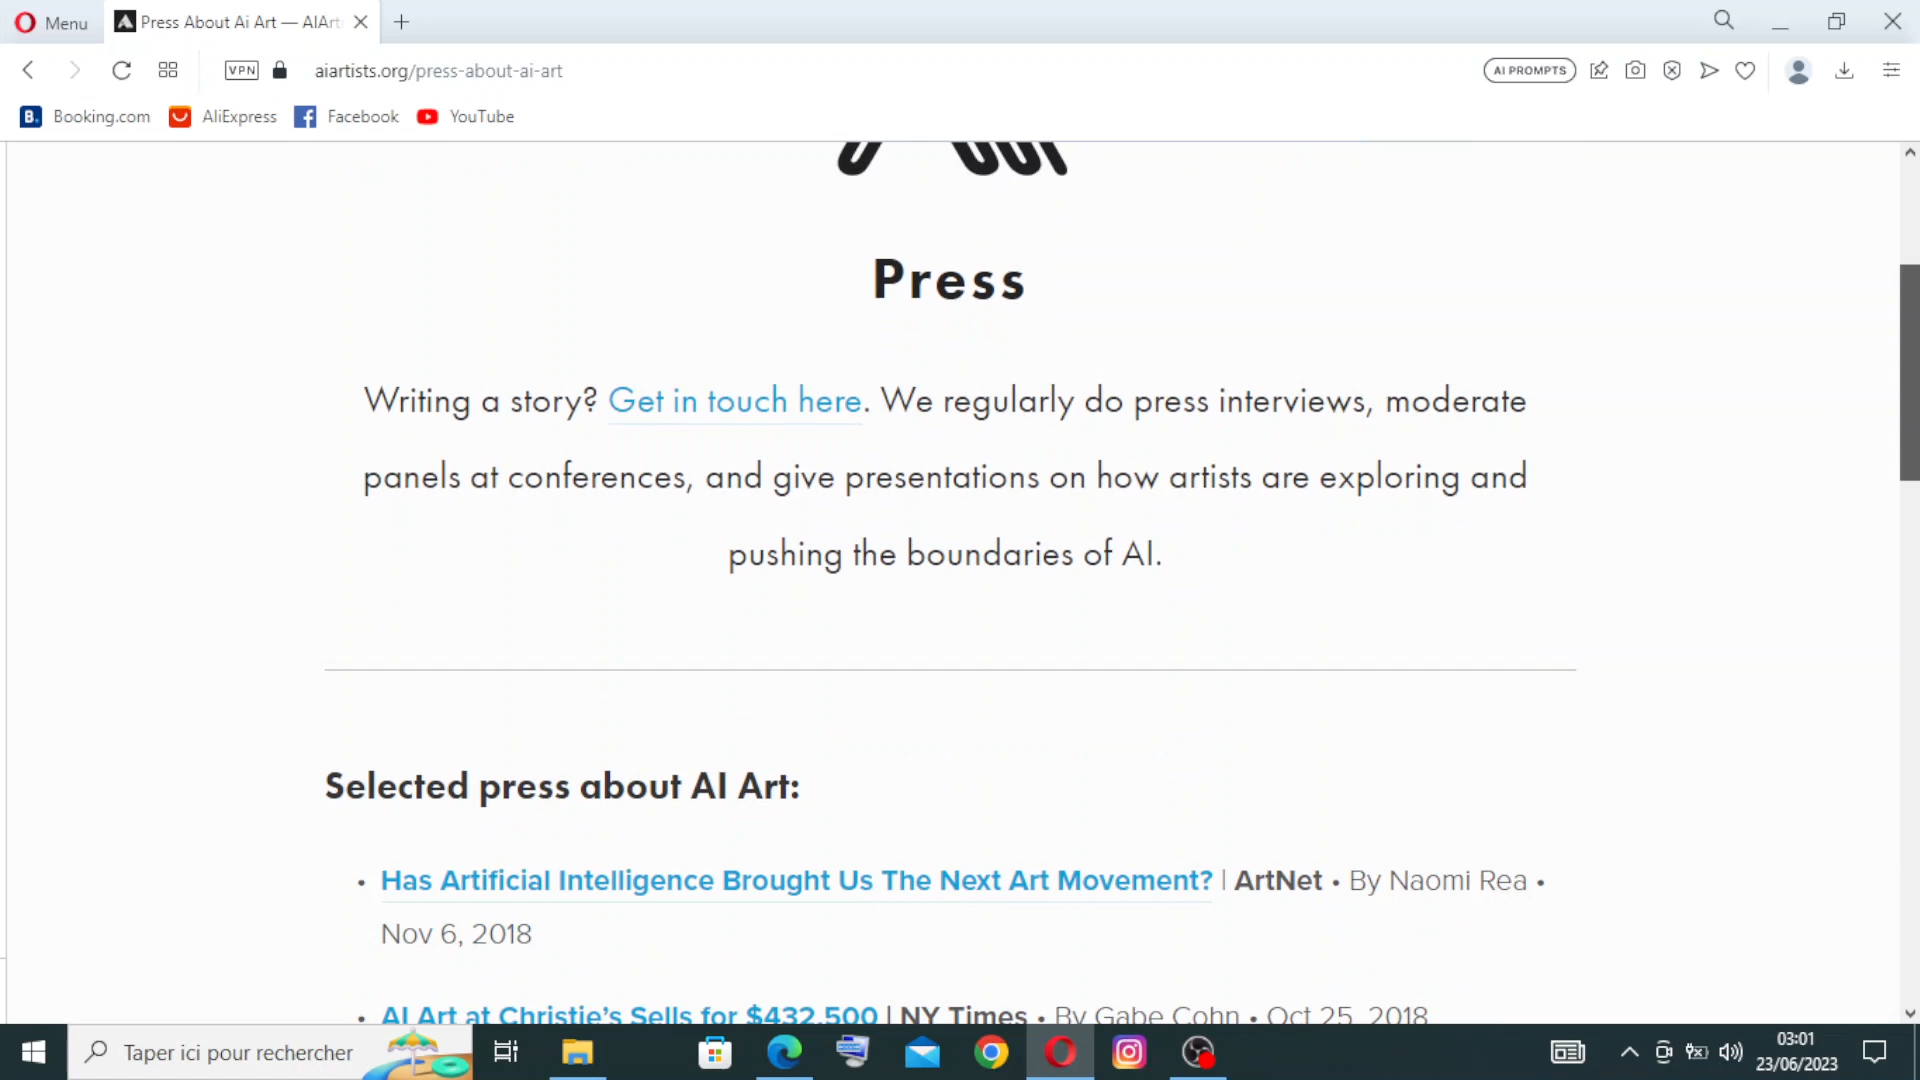 Menu
Press About Ai Art — AIArt
VPN
aiartists.org/press-about-ai-art
AI PROMPTS
B.
Booking.com
AliExpress
Facebook
YouTube
Press
Writing a story? Get in touch here. We regularly do press interviews, moderate
panels at conferences, and give presentations on how artists are exploring and
pushing the boundaries of AI.
Selected press about AI Art:
• Has Artificial Intelligence Brought Us The Next Art Movement? | ArtNet • By Naomi Rea •
Nov 6, 2018
• AI Art at Christie's Sells for $432,500 | NY Times • By Gabe Cohn • Oct 25, 2018
Taper ici pour rechercher
03:01
23/06/2023